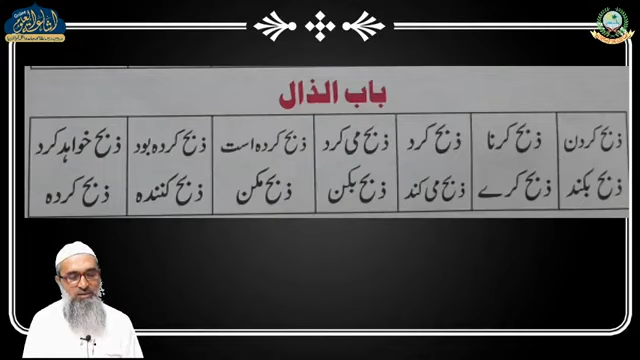 باب الذال
ذبح کردن ذبح کرنا ذبح کرد ذبح می کرد ذبح کردہ است ذبح کردہ بود ذبح خواہد کرد
ذبح بکند ذبح کرے ذبح می کند ذبح بکن ذبح مکن ذبح کنندہ ذبح کردہ